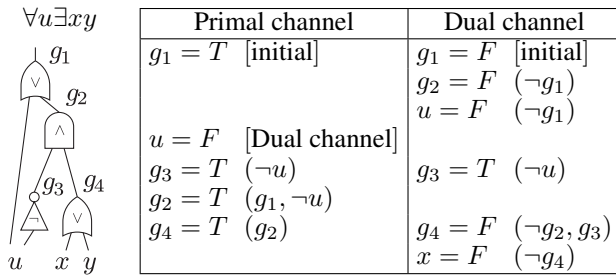 ∀u∃xy
g₁
∨
g₂
∧
g₃
g₄
¬
∨
u x y
Primal channel Dual channel
g₁ = T [initial] g₁ = F [initial]
g₂ = F (¬g₁)
u = F (¬g₁)
u = F [Dual channel]
g₃ = T (¬u) g₃ = T (¬u)
g₂ = T (g₁, ¬u)
g₄ = T (g₂) g₄ = F (¬g₂, g₃)
x = F (¬g₄)